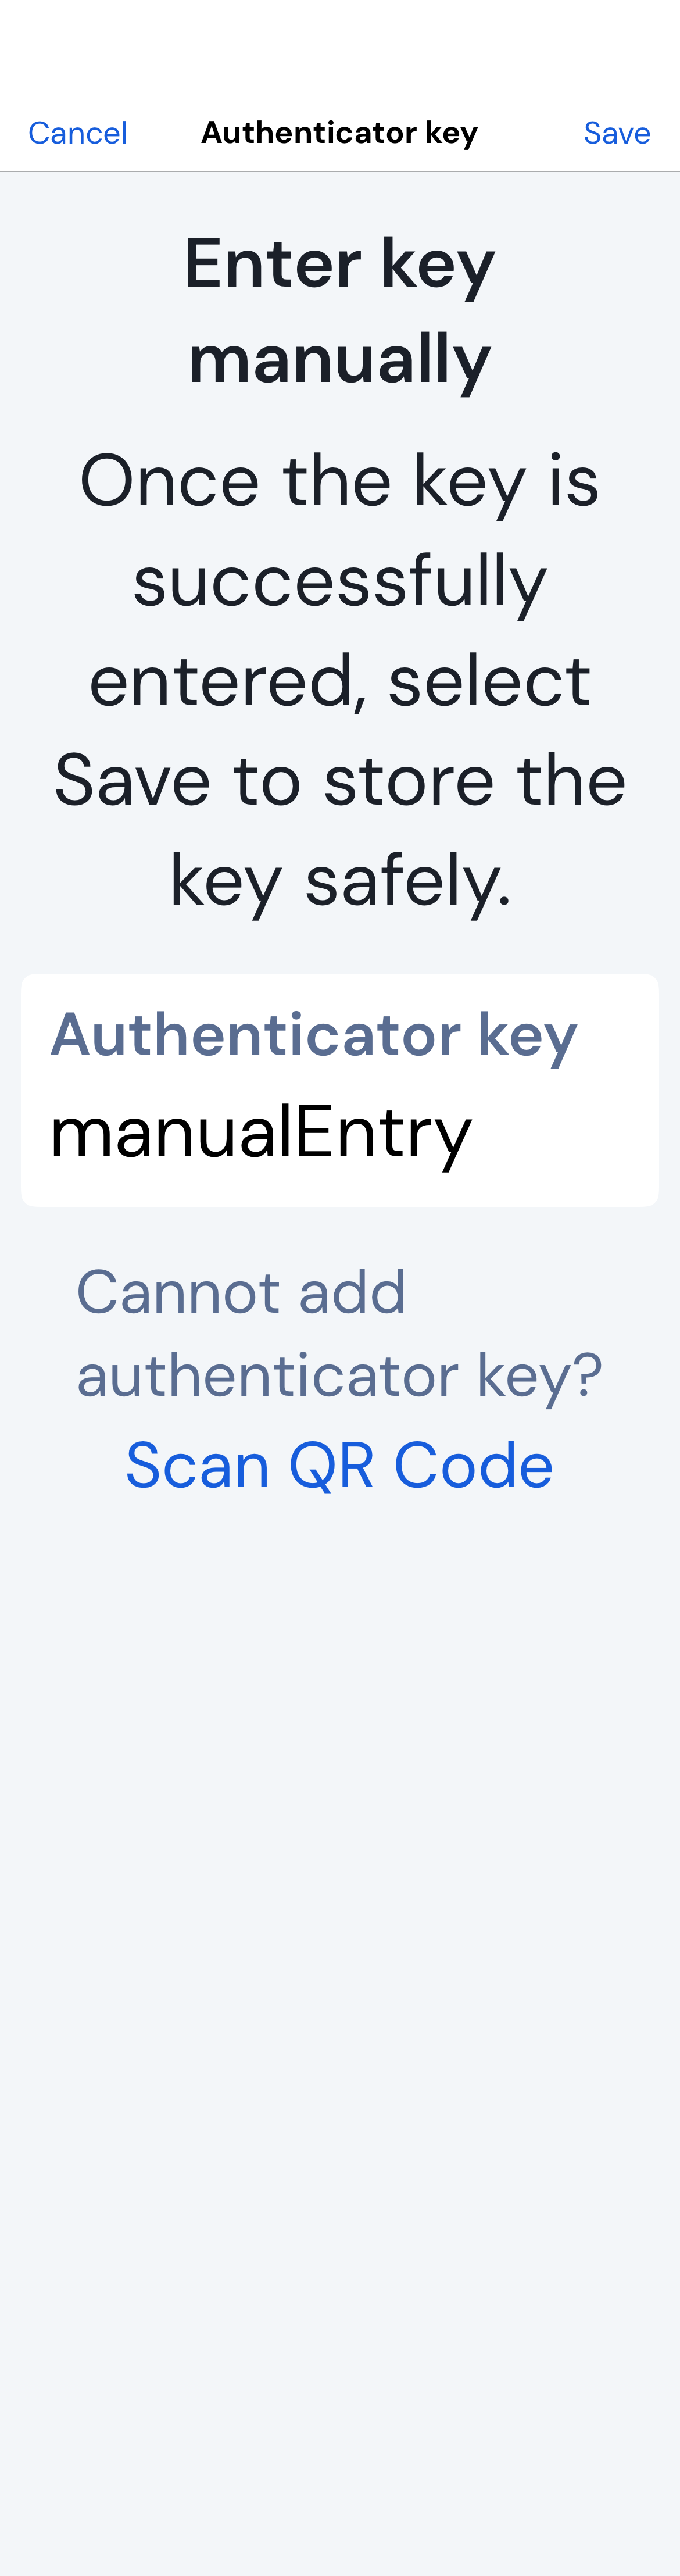 Cancel Authenticator key Save
Enter key
manually
Once the key is
successfully
entered, select
Save to store the
key safely.
Authenticator key
manualEntry
Cannot add
authenticator key?
Scan QR Code